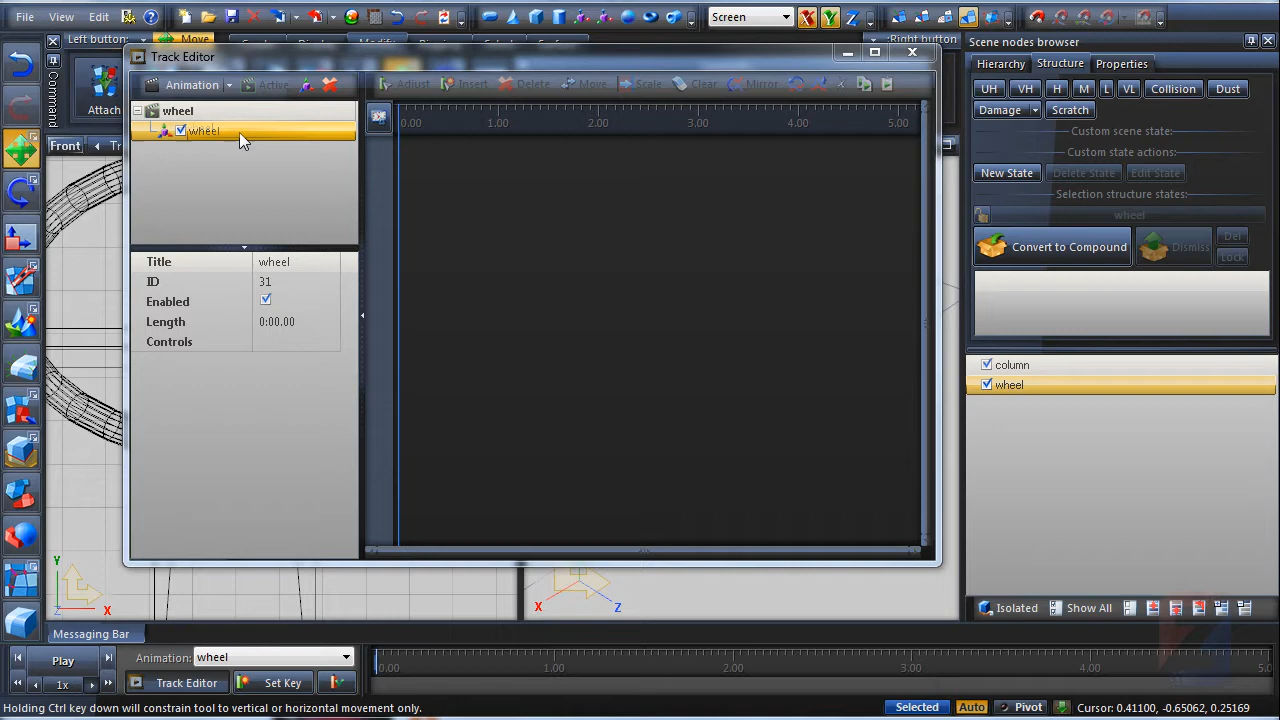 File View Edit
Screen X Y Z
Left button: Move
Modify
:Right button
Command
Attach
Front
Track Editor
Animation Active Adjust Insert Delete Move Scale Clear Mirror
wheel
wheel
0.00 1.00 2.00 3.00 4.00 5.00
Title wheel
ID 31
Enabled
Length 0:00.00
Controls
Y
Z X
X Z
Scene nodes browser
Hierarchy Structure Properties
UH VH H M L VL Collision Dust
Damage Scratch
Custom scene state:
Custom state actions:
New State Delete State Edit State
Selection structure states:
wheel
Convert to Compound Dismiss Del
Lock
column
wheel
Isolated Show All
Messaging Bar
Play Animation: wheel
1x Track Editor Set Key
0.00 1.00 2.00 3.00 4.00 5.0
Holding Ctrl key down will constrain tool to vertical or horizontal movement only. Selected Auto Pivot Cursor: 0.41100, -0.65062, 0.25169